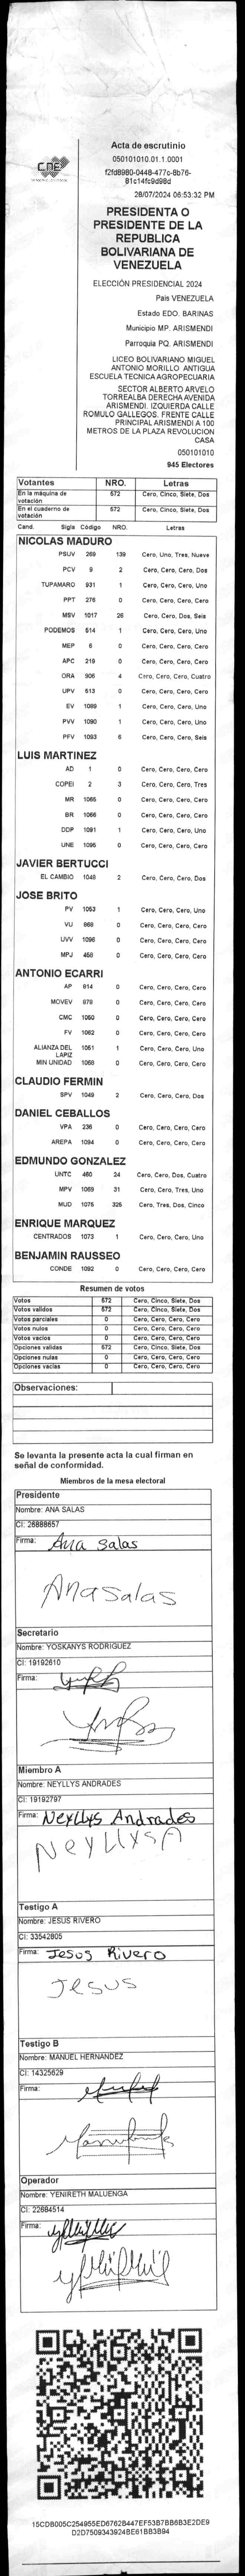 CNE
Acta de escrutinio
050101010.01.1.0001
f2fd8980-0448-477c-8b76-
81c14fc9d98d
28/07/2024 06:53:32 PM
PRESIDENTA O
PRESIDENTE DE LA
REPUBLICA
BOLIVARIANA DE
VENEZUELA
ELECCIÓN PRESIDENCIAL 2024
Pais VENEZUELA
Estado EDO. BARINAS
Municipio MP. ARISMENDI
Parroquia PQ. ARISMENDI
LICEO BOLIVARIANO MIGUEL
ANTONIO MORILLO ANTIGUA
ESCUELA TECNICA AGROPECUARIA
SECTOR ALBERTO ARVELO
TORREALBA DERECHA AVENIDA
ARISMENDI. IZQUIERDA CALLE
ROMULO GALLEGOS. FRENTE CALLE
PRINCIPAL ARISMENDI A 100
METROS DE LA PLAZA REVOLUCION
CASA
050101010
945 Electores
Votantes NRO. Letras
En la máquina de votación 572 Cero, Cinco, Siete, Dos
En el cuaderno de votación 572 Cero, Cinco, Siete, Dos
Cand. Sigla Código NRO. Letras
NICOLAS MADURO
PSUV 269 139 Cero, Uno, Tres, Nueve
PCV 9 2 Cero, Cero, Cero, Dos
TUPAMARO 931 1 Cero, Cero, Cero, Uno
PPT 276 0 Cero, Cero, Cero, Cero
MSV 1017 26 Cero, Cero, Dos, Seis
PODEMOS 514 1 Cero, Cero, Cero, Uno
MEP 6 0 Cero, Cero, Cero, Cero
APC 219 0 Cero, Cero, Cero, Cero
ORA 906 4 Cero, Cero, Cero, Cuatro
UPV 513 0 Cero, Cero, Cero, Cero
EV 1089 1 Cero, Cero, Cero, Uno
PVV 1090 1 Cero, Cero, Cero, Uno
PFV 1093 6 Cero, Cero, Cero, Seis
LUIS MARTINEZ
AD 1 0 Cero, Cero, Cero, Cero
COPEI 2 3 Cero, Cero, Cero, Tres
MR 1065 0 Cero, Cero, Cero, Cero
BR 1066 0 Cero, Cero, Cero, Cero
DDP 1091 1 Cero, Cero, Cero, Uno
UNE 1095 0 Cero, Cero, Cero, Cero
JAVIER BERTUCCI
EL CAMBIO 1048 2 Cero, Cero, Cero, Dos
JOSE BRITO
PV 1053 1 Cero, Cero, Cero, Uno
VU 868 0 Cero, Cero, Cero, Cero
UVV 1096 0 Cero, Cero, Cero, Cero
MPJ 458 0 Cero, Cero, Cero, Cero
ANTONIO ECARRI
AP 614 0 Cero, Cero, Cero, Cero
MOVEV 878 0 Cero, Cero, Cero, Cero
CMC 1050 0 Cero, Cero, Cero, Cero
FV 1062 0 Cero, Cero, Cero, Cero
ALIANZA DEL LAPIZ 1051 1 Cero, Cero, Cero, Uno
MIN UNIDAD 1058 0 Cero, Cero, Cero, Cero
CLAUDIO FERMIN
SPV 1049 2 Cero, Cero, Cero, Dos
DANIEL CEBALLOS
VPA 236 0 Cero, Cero, Cero, Cero
AREPA 1094 0 Cero, Cero, Cero, Cero
EDMUNDO GONZALEZ
UNTC 460 24 Cero, Cero, Dos, Cuatro
MPV 1069 31 Cero, Cero, Tres, Uno
MUD 1075 325 Cero, Tres, Dos, Cinco
ENRIQUE MARQUEZ
CENTRADOS 1073 1 Cero, Cero, Cero, Uno
BENJAMIN RAUSSEO
CONDE 1092 0 Cero, Cero, Cero, Cero
Resumen de votos
Votos 572 Cero, Cinco, Siete, Dos
Votos validos 572 Cero, Cinco, Siete, Dos
Votos parciales 0 Cero, Cero, Cero, Cero
Votos nulos 0 Cero, Cero, Cero, Cero
Votos vacios 0 Cero, Cero, Cero, Cero
Opciones validas 572 Cero, Cinco, Siete, Dos
Opciones nulas 0 Cero, Cero, Cero, Cero
Opciones vacias 0 Cero, Cero, Cero, Cero
Observaciones:
Se levanta la presente acta la cual firman en
señal de conformidad.
Miembros de la mesa electoral
Presidente
Nombre: ANA SALAS
CI: 26888657
Firma: Ana Salas
Ana Salas
Secretario
Nombre: YOSKANYS RODRIGUEZ
CI: 19192610
Firma:
Miembro A
Nombre: NEYLLYS ANDRADES
CI: 19192797
Firma: Neyllys Andrades
Neyllys A
Testigo A
Nombre: JESUS RIVERO
CI: 33542805
Firma: Jesus Rivero
Jesus
Testigo B
Nombre: MANUEL HERNANDEZ
CI: 14325629
Firma:
Operador
Nombre: YENIRETH MALUENGA
CI: 22684514
Firma:
15CDB005C254955ED6762B447EF53B7BB6B3E2DE9
D2D7509343924BE61BB3B94